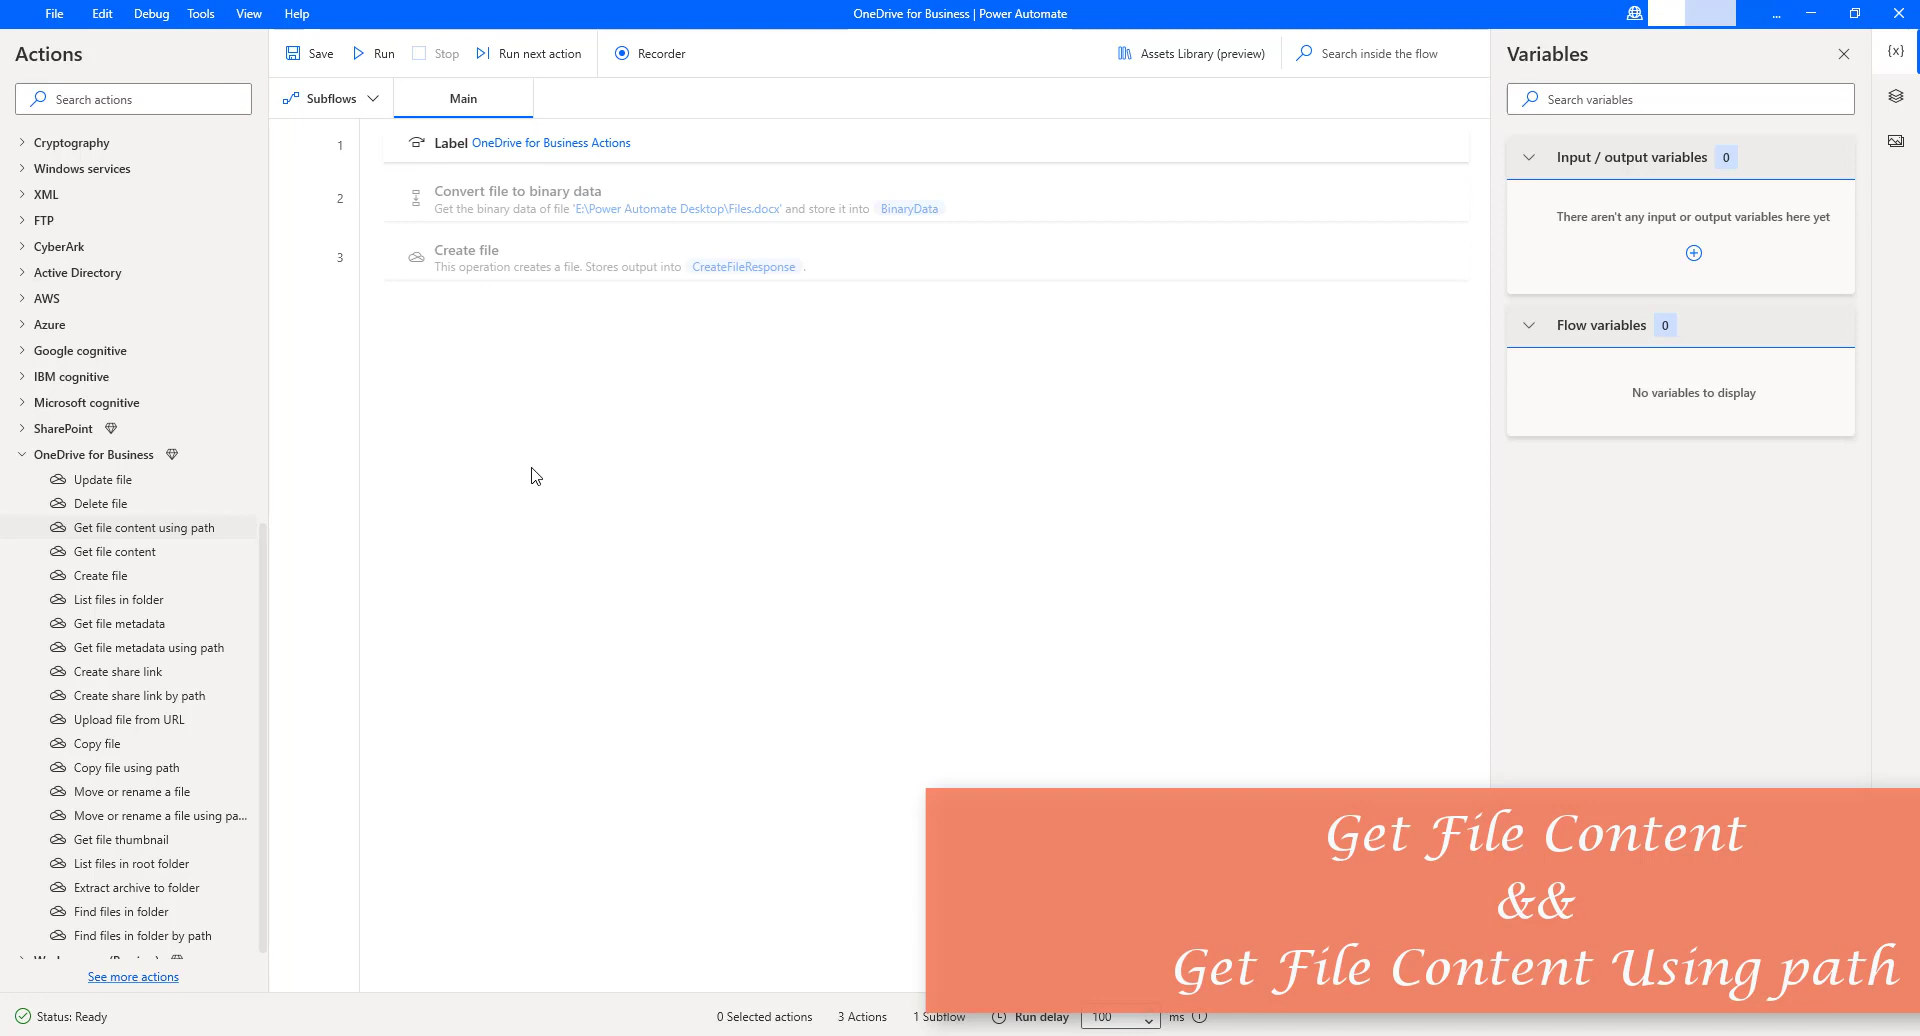 File Edit Debug Tools View Help
OneDrive for Business | Power Automate
...
Actions
Search actions
Cryptography
Windows services
XML
FTP
CyberArk
Active Directory
AWS
Azure
Google cognitive
IBM cognitive
Microsoft cognitive
SharePoint
OneDrive for Business
Update file
Delete file
Get file content using path
Get file content
Create file
List files in folder
Get file metadata
Get file metadata using path
Create share link
Create share link by path
Upload file from URL
Copy file
Copy file using path
Move or rename a file
Move or rename a file using pa...
Get file thumbnail
List files in root folder
Extract archive to folder
Find files in folder
Find files in folder by path
See more actions
Save Run Stop Run next action Recorder
Assets Library (preview) Search inside the flow
Subflows Main
1 Label OneDrive for Business Actions
2 Convert file to binary data
Get the binary data of file 'E:\Power Automate Desktop\Files.docx' and store it into BinaryData
3 Create file
This operation creates a file. Stores output into CreateFileResponse .
Variables
{x}
Search variables
Input / output variables 0
There aren't any input or output variables here yet
Flow variables 0
No variables to display
Get File Content
&&
Get File Content Using path
Status: Ready 0 Selected actions 3 Actions 1 Subflow Run delay 100 ms